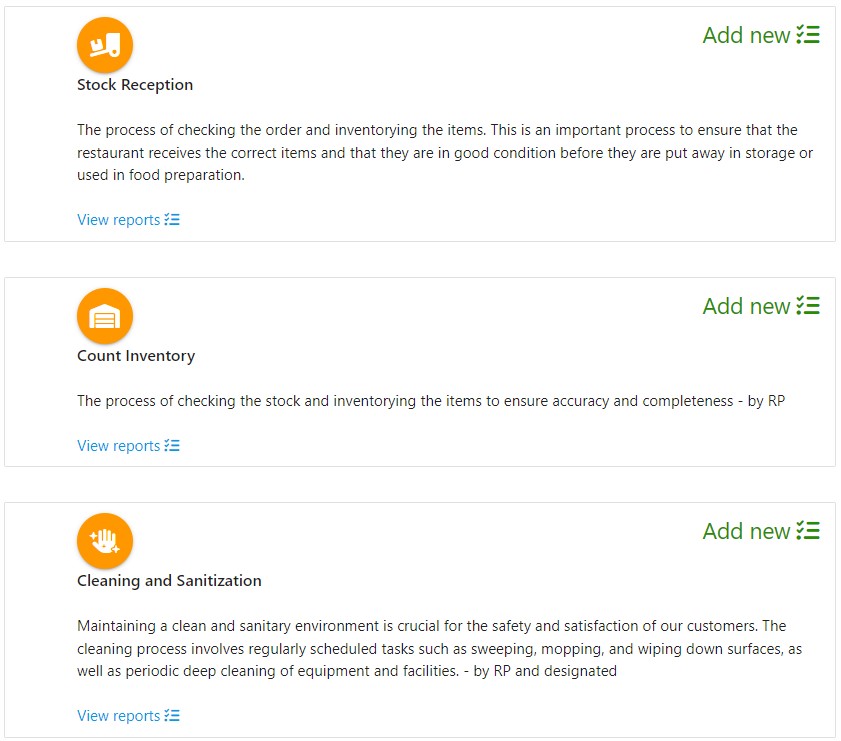 Add new
Stock Reception
The process of checking the order and inventorying the items. This is an important process to ensure that the
restaurant receives the correct items and that they are in good condition before they are put away in storage or
used in food preparation.
View reports
Add new
Count Inventory
The process of checking the stock and inventorying the items to ensure accuracy and completeness - by RP
View reports
Add new
Cleaning and Sanitization
Maintaining a clean and sanitary environment is crucial for the safety and satisfaction of our customers. The
cleaning process involves regularly scheduled tasks such as sweeping, mopping, and wiping down surfaces, as
well as periodic deep cleaning of equipment and facilities. - by RP and designated
View reports